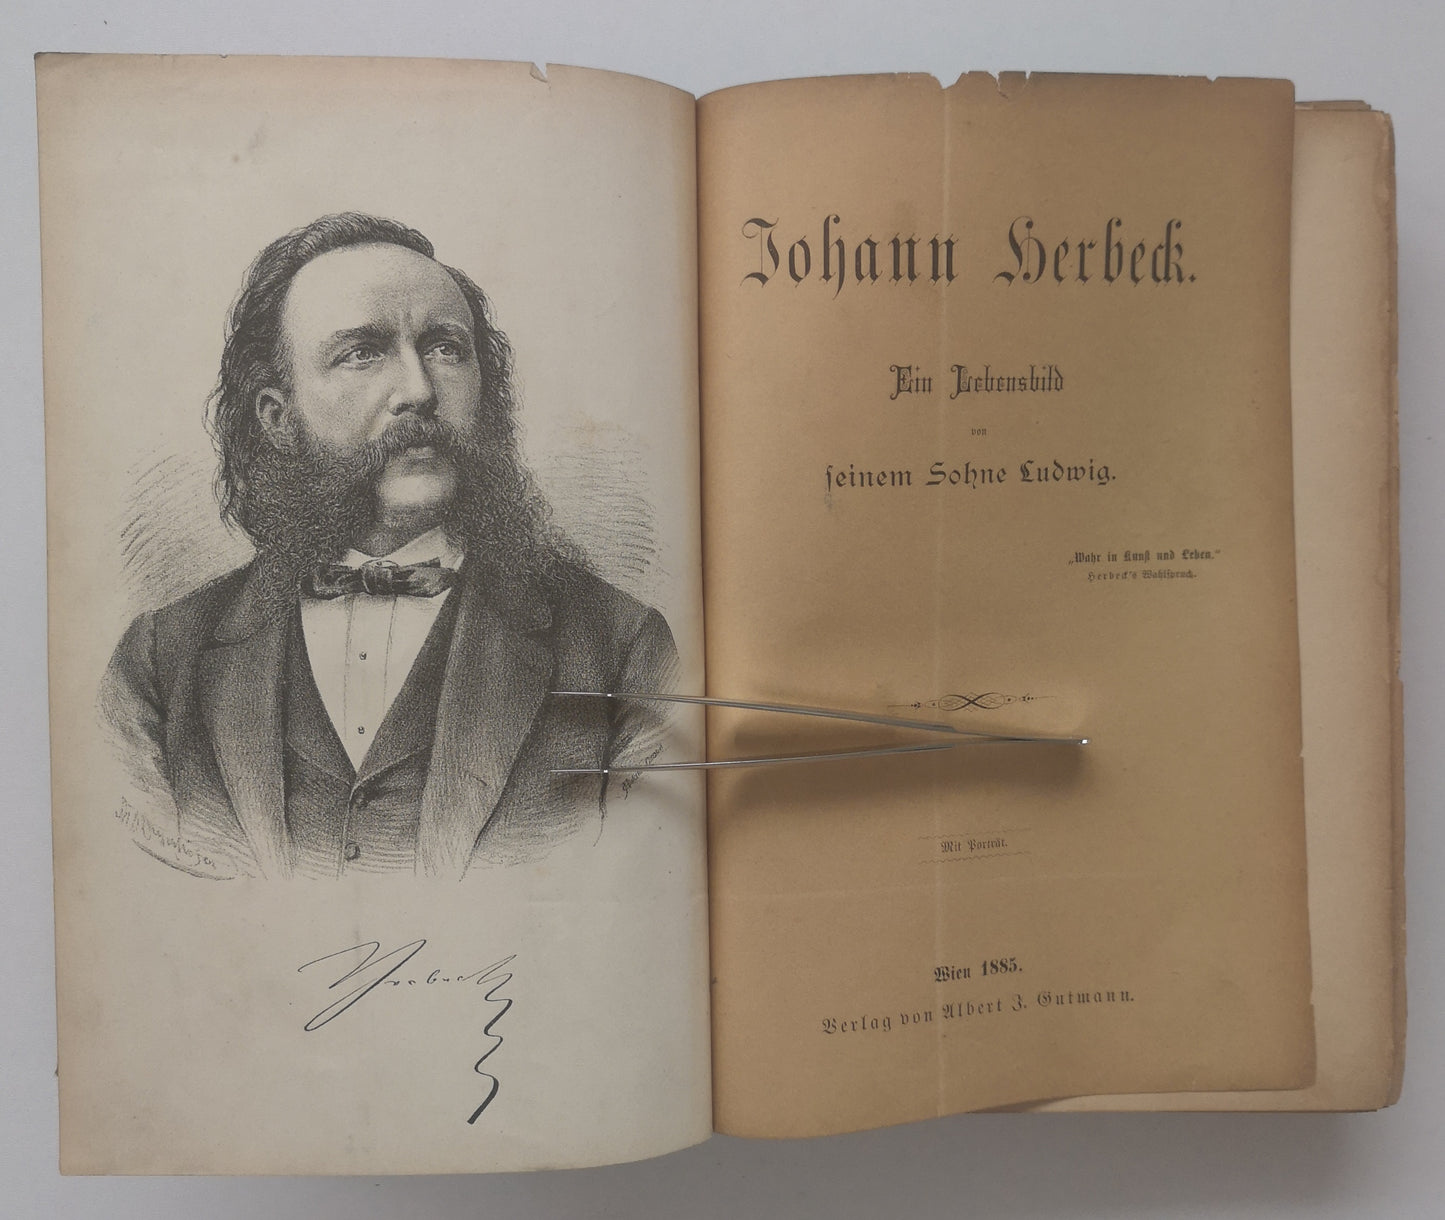 Herbeck
Johann Herbeck.
Ein Lebensbild
von
seinem Sohne Ludwig.
„Wahr in Kunst und Leben.“
Herbeck's Wahlspruch.
Mit Porträt.
Wien 1885.
Verlag von Albert J. Gutmann.